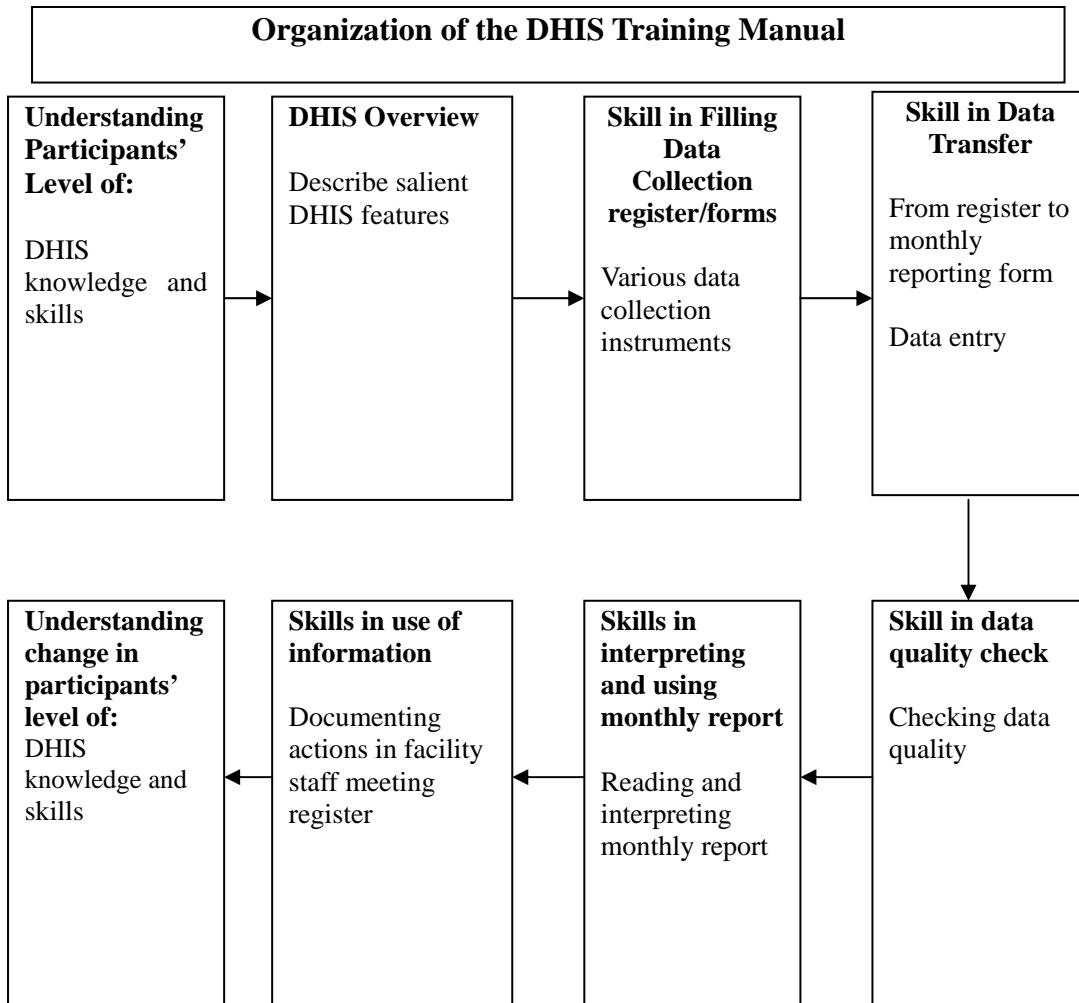 Organization of the DHIS Training Manual
Understanding
Participants’
Level of:
DHIS
knowledge and
skills
DHIS Overview
Describe salient
DHIS features
Skill in Filling
Data
Collection
register/forms
Various data
collection
instruments
Skill in Data
Transfer
From register to
monthly
reporting form
Data entry
Skill in data
quality check
Checking data
quality
Skills in
interpreting
and using
monthly report
Reading and
interpreting
monthly report
Skills in use of
information
Documenting
actions in facility
staff meeting
register
Understanding
change in
participants’
level of:
DHIS
knowledge and
skills